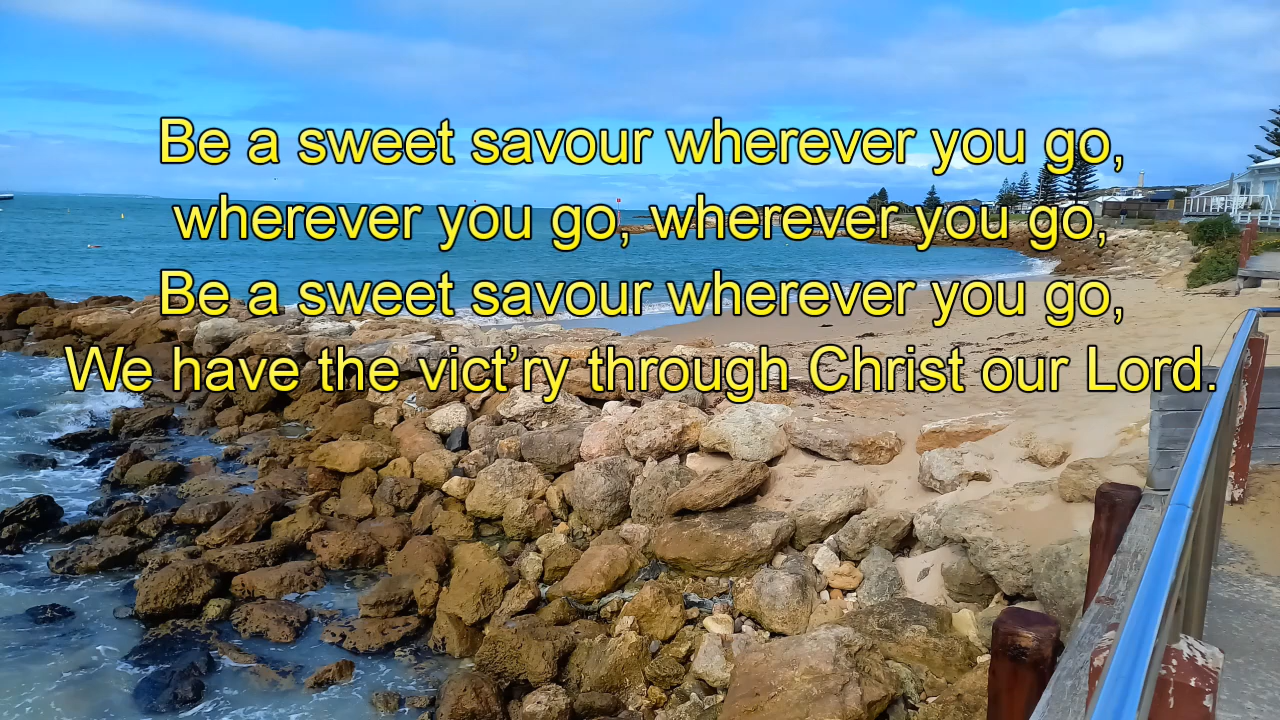 Be a sweet savour wherever you go,
wherever you go, wherever you go,
Be a sweet savour wherever you go,
We have the vict’ry through Christ our Lord.